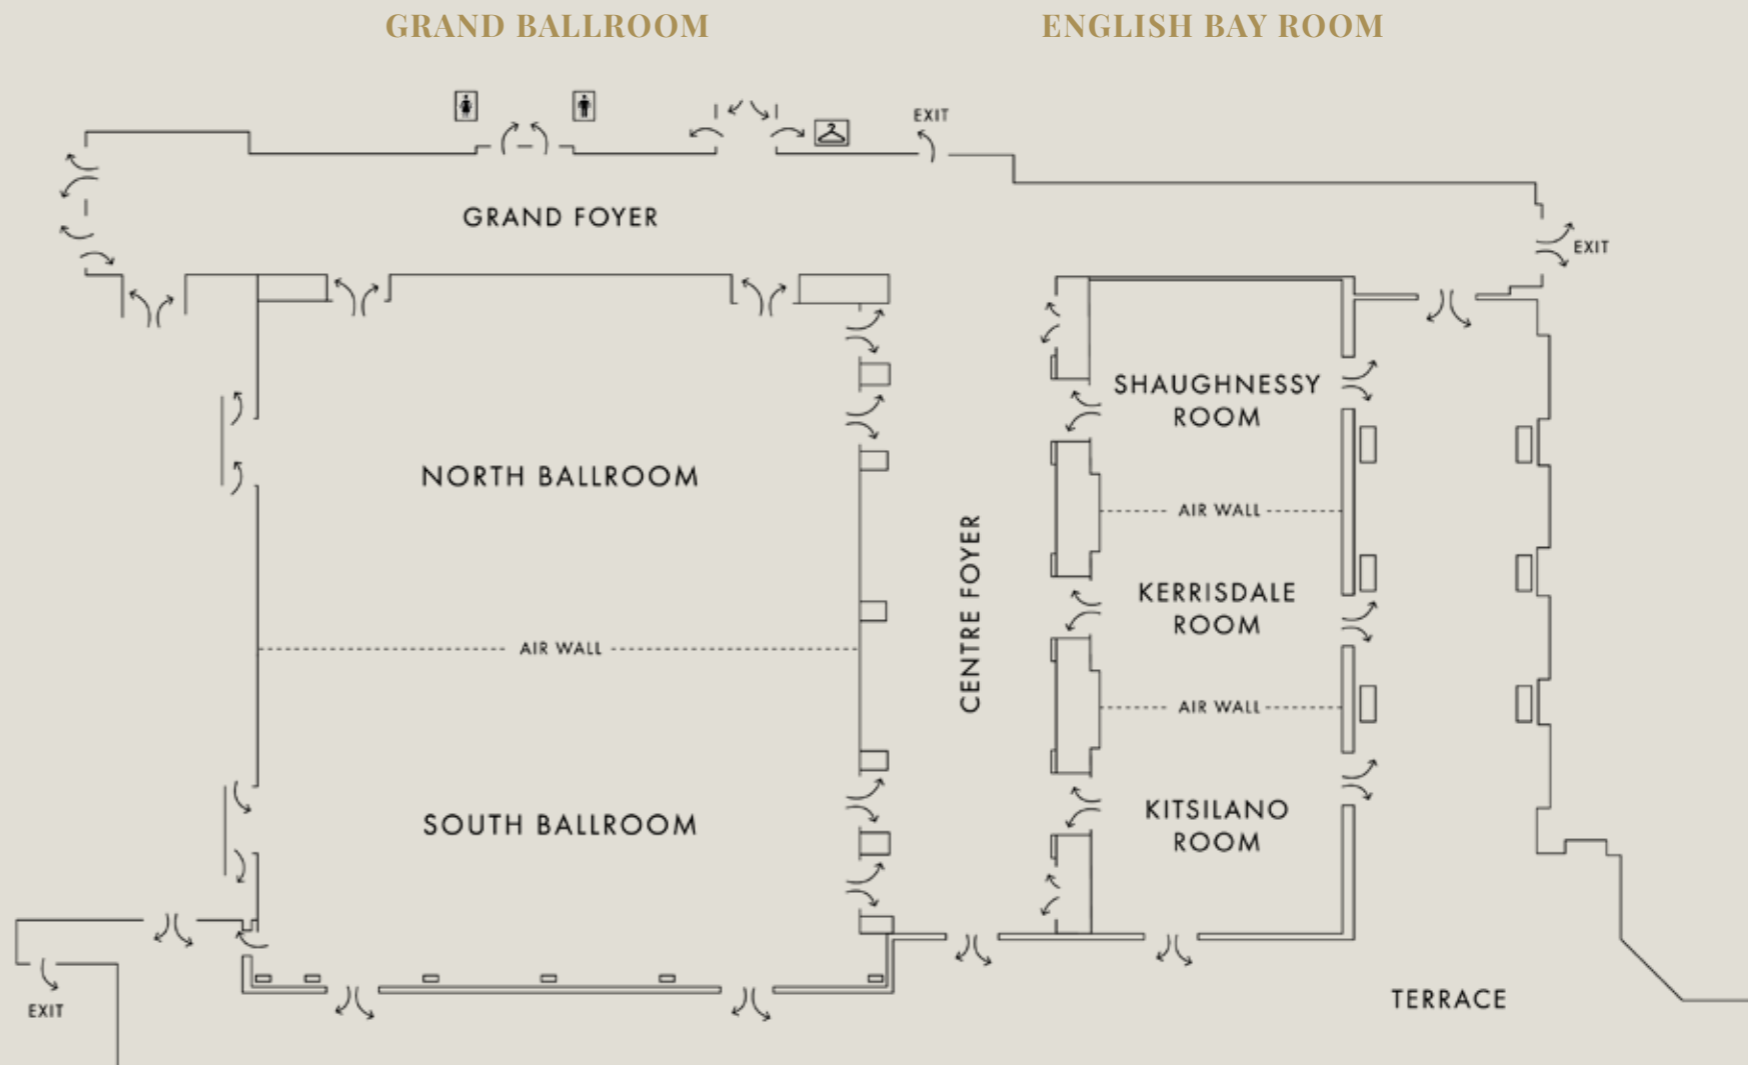 GRAND BALLROOM
ENGLISH BAY ROOM
EXIT
GRAND FOYER
EXIT
SHAUGHNESSY
ROOM
NORTH BALLROOM
AIR WALL
CENTRE FOYER
KERRISDALE
ROOM
AIR WALL
AIR WALL
SOUTH BALLROOM
KITSILANO
ROOM
TERRACE
EXIT